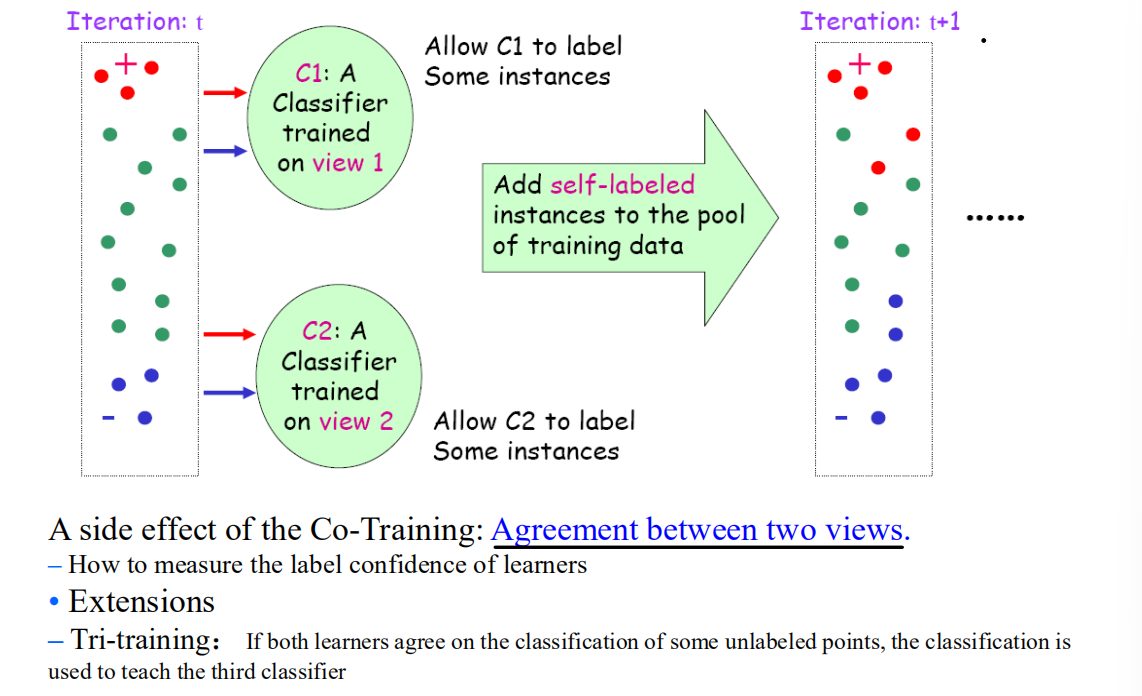 Iteration: t
Iteration: t+1
+
C1: A
Classifier
trained
on view 1
Allow C1 to label
Some instances
+
Add self-labeled
instances to the pool
of training data
......
C2: A
Classifier
trained
on view 2
Allow C2 to label
Some instances
-
-
A side effect of the Co-Training: Agreement between two views.
– How to measure the label confidence of learners
• Extensions
– Tri-training： If both learners agree on the classification of some unlabeled points, the classification is
used to teach the third classifier